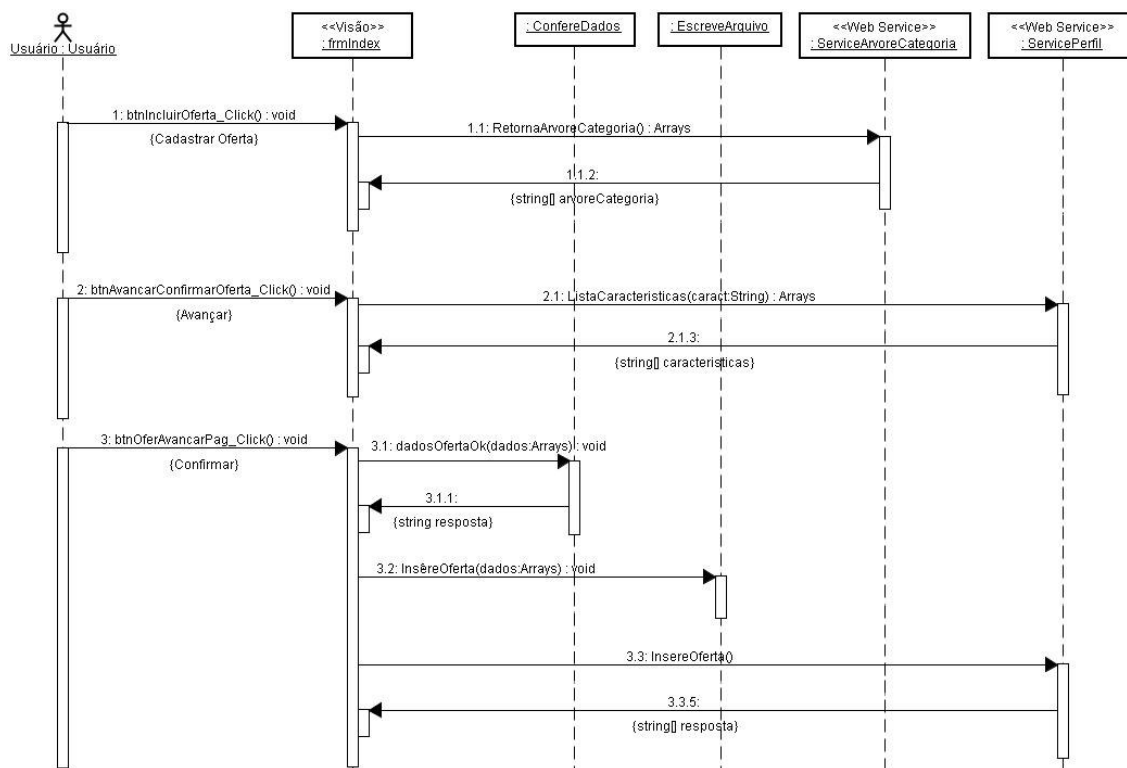 Usuário : Usuário
<<Visão>>
: frmIndex
: ConfereDados
: EscreveArquivo
<<Web Service>>
: ServiceArvoreCategoria
<<Web Service>>
: ServicePerfil
1: btnIncluirOferta_Click() : void
{Cadastrar Oferta}
1.1: RetornaArvoreCategoria() : Arrays
1.1.2:
{string[] arvoreCategoria}
2: btnAvancarConfirmarOferta_Click() : void
{Avançar}
2.1: ListaCaracteristicas(caract:String) : Arrays
2.1.3:
{string[] caracteristicas}
3: btnOferAvancarPag_Click() : void
{Confirmar}
3.1: dadosOfertaOk(dados:Arrays) : void
3.1.1:
{string resposta}
3.2: InsereOferta(dados:Arrays) : void
3.3: InsereOferta()
3.3.5:
{string[] resposta}